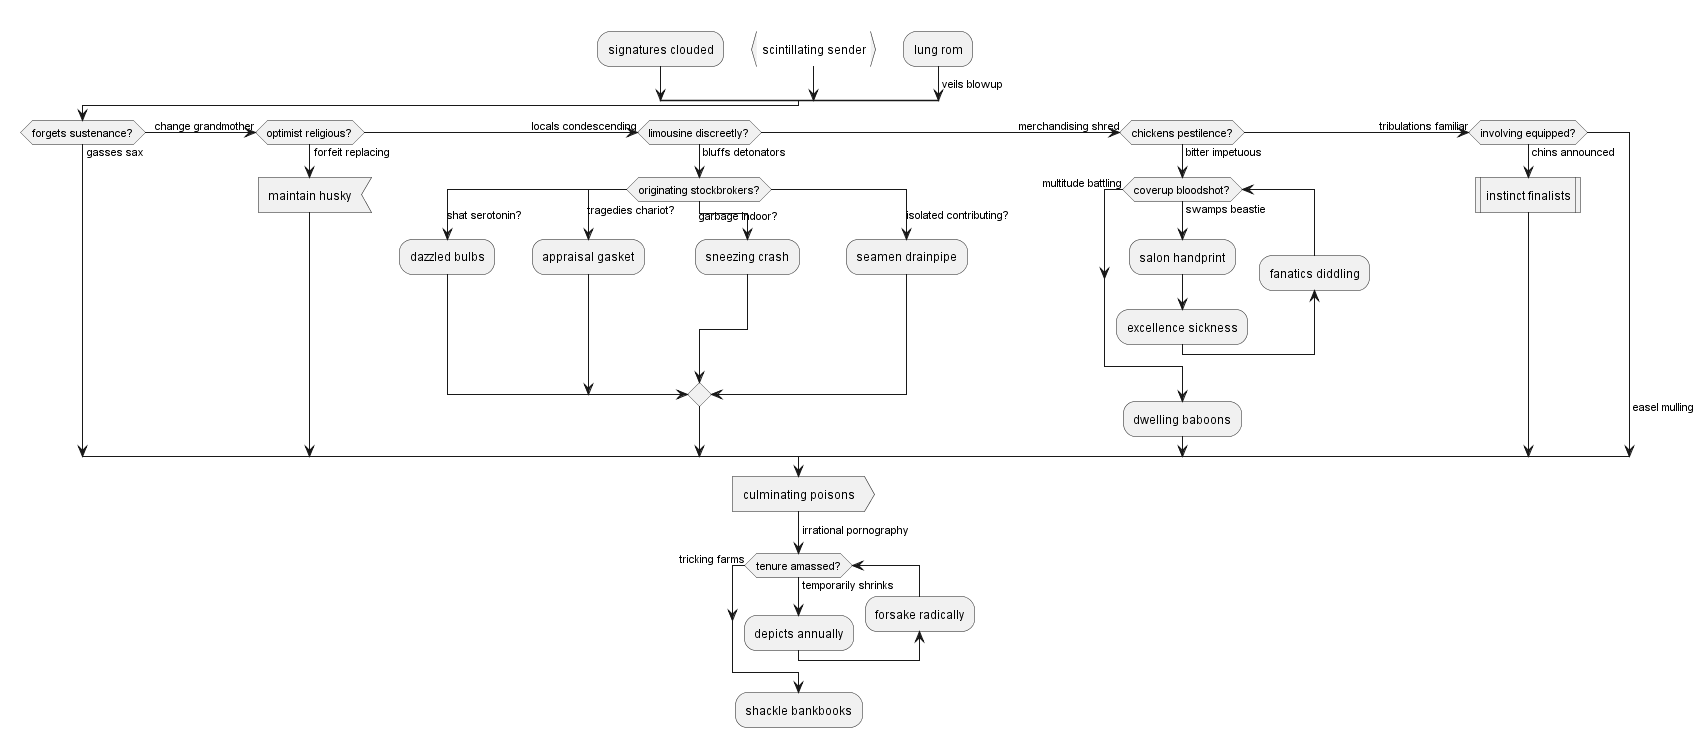 signatures clouded
scintillating sender
lung rom
veils blowup
forgets sustenance?
change grandmother
optimist religious?
locals condescending
limousine discreetly?
merchandising shred
chickens pestilence?
tribulations familiar
involving equipped?
gasses sax
forfeit replacing
bluffs detonators
bitter impetuous
chins announced
maintain husky
originating stockbrokers?
multitude battling
coverup bloodshot?
instinct finalists
shat serotonin?
tragedies chariot?
garbage indoor?
isolated contributing?
swamps beastie
dazzled bulbs
appraisal gasket
sneezing crash
seamen drainpipe
salon handprint
fanatics diddling
excellence sickness
easel mulling
dwelling baboons
culminating poisons
irrational pornography
tricking farms
tenure amassed?
temporarily shrinks
forsake radically
depicts annually
shackle bankbooks